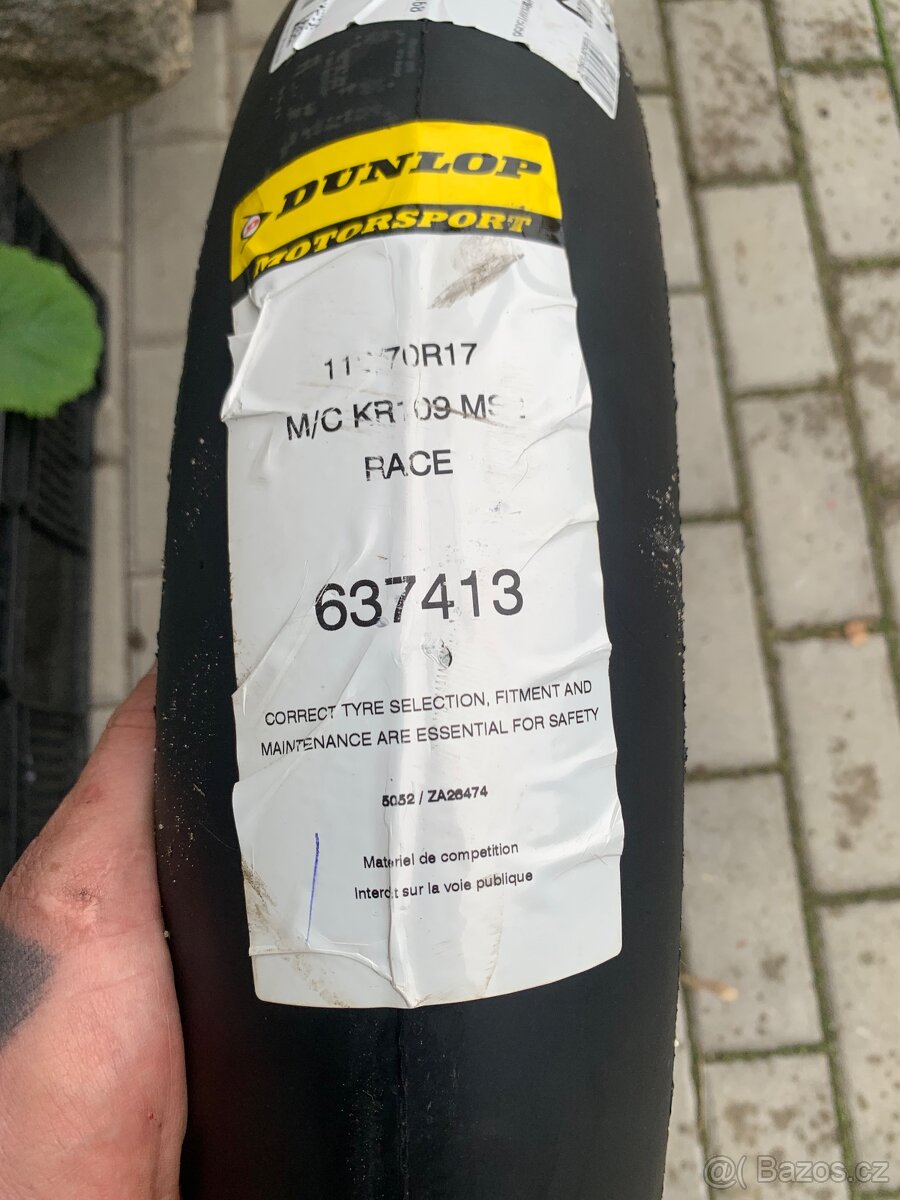 DUNLOP
MOTORSPORT
M/C KR109
RACE
637413
CORRECT TYRE SELECTION, FITMENT AND
MAINTENANCE ARE ESSENTIAL FOR SAFETY
5052 / ZA26474
Materiel de competition
Interdit sur la voie publique
@( Bazos.cz